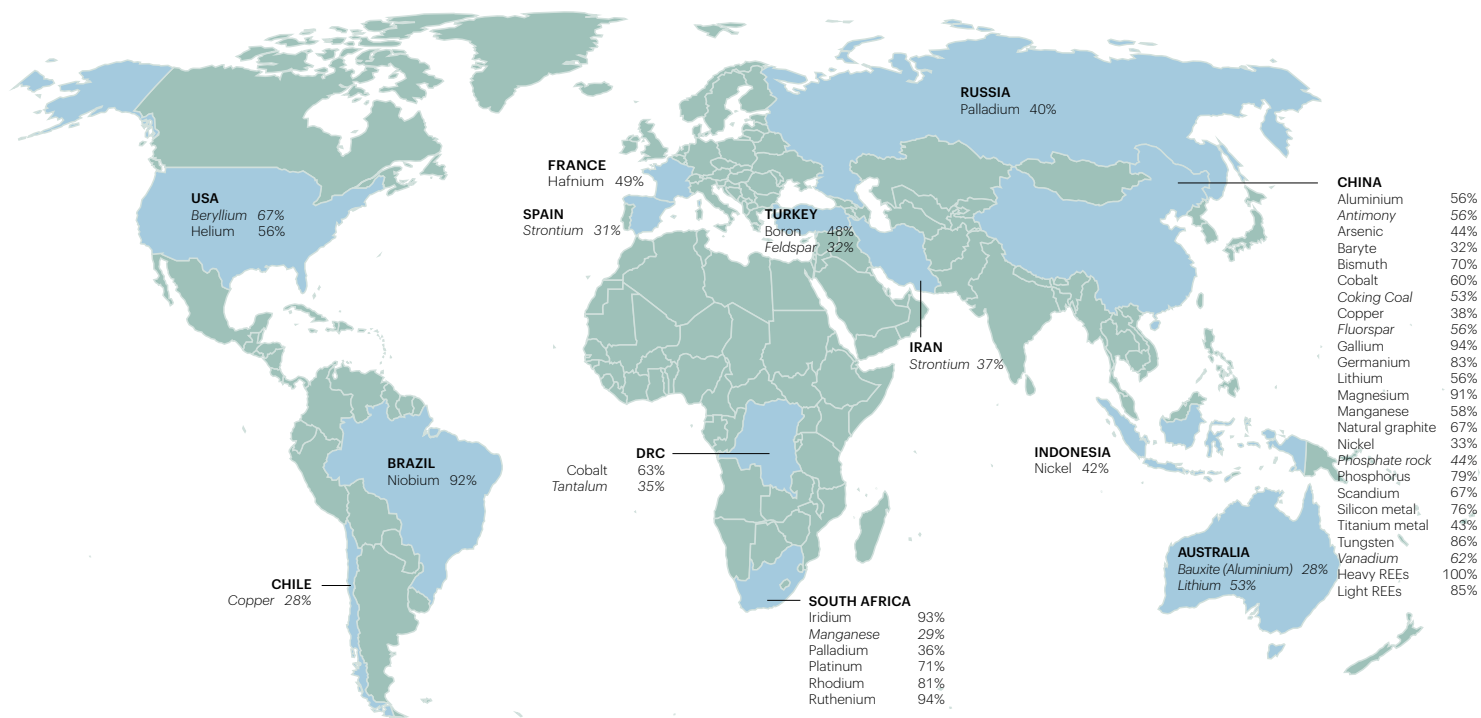 RUSSIA
Palladium 40%
FRANCE
Hafnium 49%
USA
Beryllium 67%
Helium 56%
SPAIN
Strontium 31%
TURKEY
Boron 48%
Feldspar 32%
CHINA
Aluminium 56%
Antimony 56%
Arsenic 44%
Baryte 32%
Bismuth 70%
Cobalt 60%
Coking Coal 53%
Copper 38%
Fluorspar 56%
Gallium 94%
Germanium 83%
Lithium 56%
Magnesium 91%
Manganese 58%
Natural graphite 67%
Nickel 33%
Phosphate rock 44%
Phosphorus 79%
Scandium 67%
Silicon metal 76%
Titanium metal 43%
Tungsten 86%
Vanadium 62%
Heavy REEs 100%
Light REEs 85%
IRAN
Strontium 37%
BRAZIL
Niobium 92%
DRC
Cobalt 63%
Tantalum 35%
INDONESIA
Nickel 42%
AUSTRALIA
Bauxite (Aluminium) 28%
Lithium 53%
CHILE
Copper 28%
SOUTH AFRICA
Iridium 93%
Manganese 29%
Palladium 36%
Platinum 71%
Rhodium 81%
Ruthenium 94%